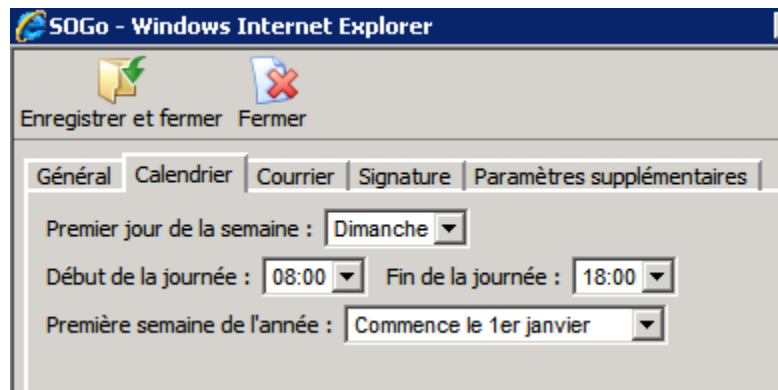 SOGo - Windows Internet Explorer
Enregistrer et fermer Fermer
Général Calendrier Courrier Signature Paramètres supplémentaires
Premier jour de la semaine : Dimanche
Début de la journée : 08:00 Fin de la journée : 18:00
Première semaine de l'année : Commence le 1er janvier